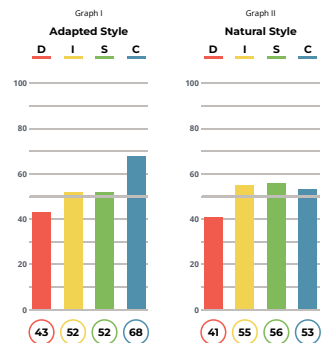 Graph I
Adapted Style
D I S C
100
80
60
40
20
0
43 52 52 68
Graph II
Natural Style
D I S C
100
80
60
40
20
0
41 55 56 53